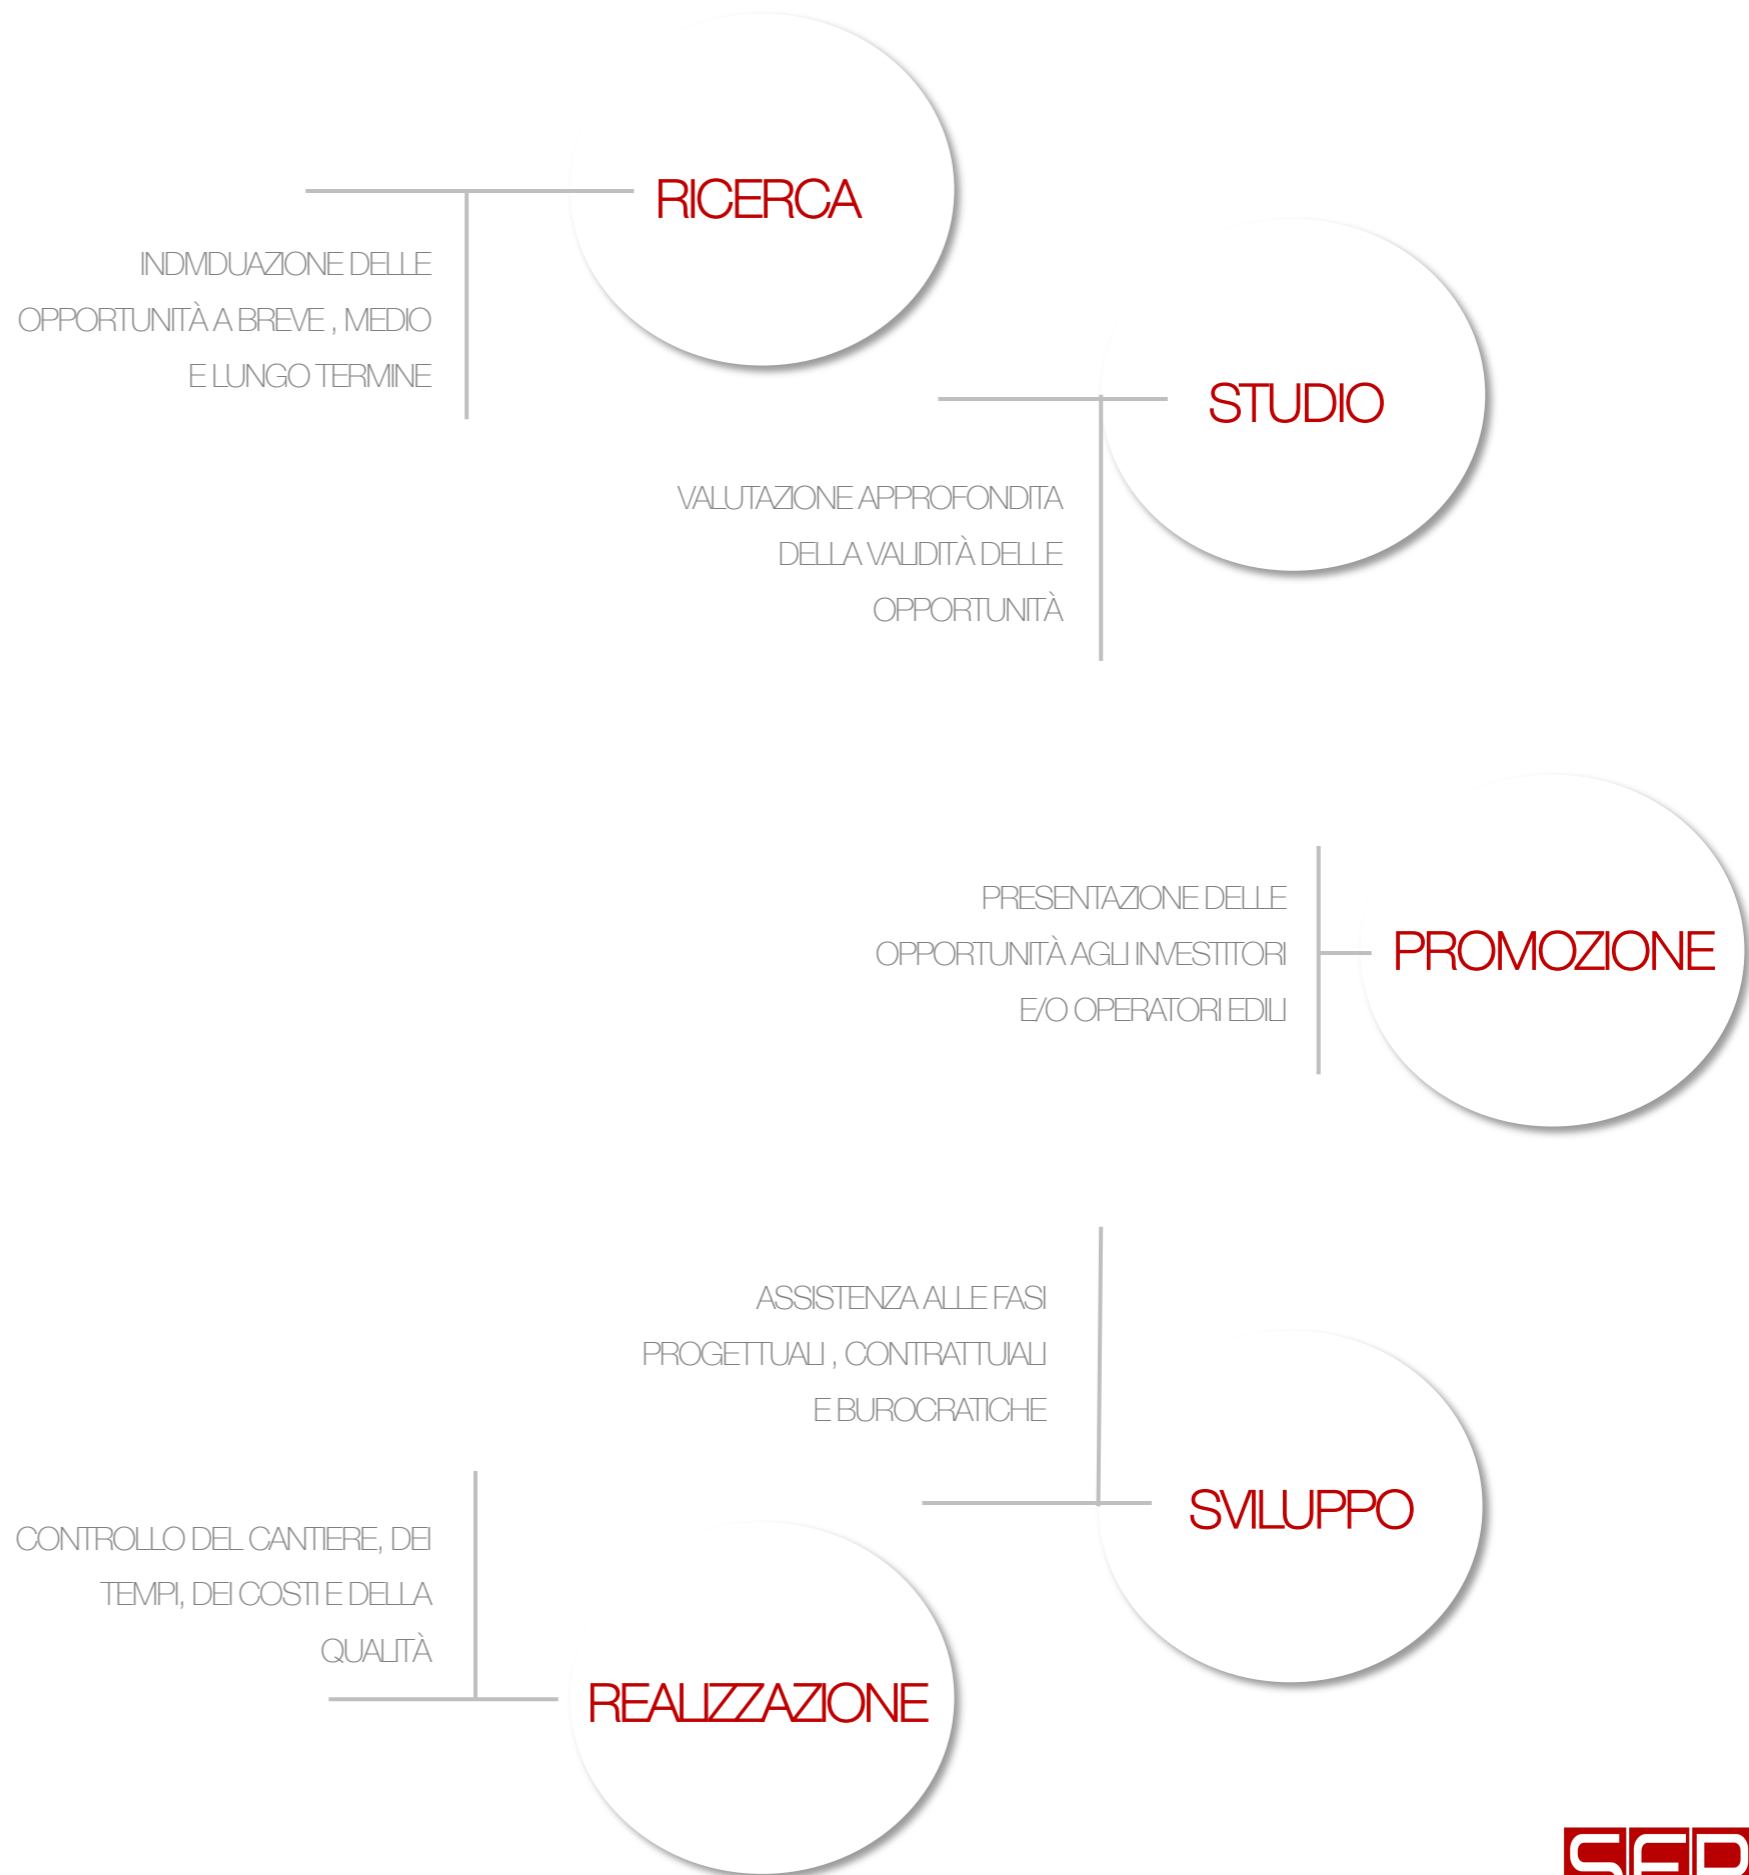 RICERCA
INDIVIDUAZIONE DELLE
OPPORTUNITÀ A BREVE , MEDIO
E LUNGO TERMINE
STUDIO
VALUTAZIONE APPROFONDITA
DELLA VALIDITÀ DELLE
OPPORTUNITÀ
PRESENTAZIONE DELLE
OPPORTUNITÀ AGLI INVESTITORI
E/O OPERATORI EDILI
PROMOZIONE
ASSISTENZA ALLE FASI
PROGETTUALI , CONTRATTUIALI
E BUROCRATICHE
SVILUPPO
CONTROLLO DEL CANTIERE, DEI
TEMPI, DEI COSTI E DELLA
QUALITÀ
REALIZZAZIONE